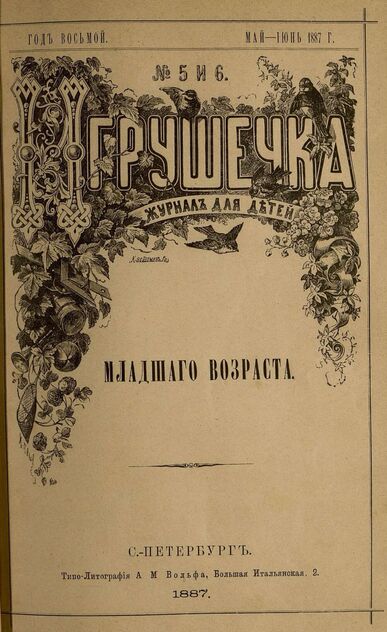 ГОДЪ ВОСЬМОЙ. МАЙ—ІЮНЬ 1887 Г.
№ 5 И 6.
ИГРУШЕЧКА
ЖУРНАЛЪ ДЛЯ ДѢТЕЙ
МЛАДШАГО ВОЗРАСТА.
С.-ПЕТЕРБУРГЪ.
Типо-Литографія А М Вольфа, Большая Итальянская. 2.
1887.